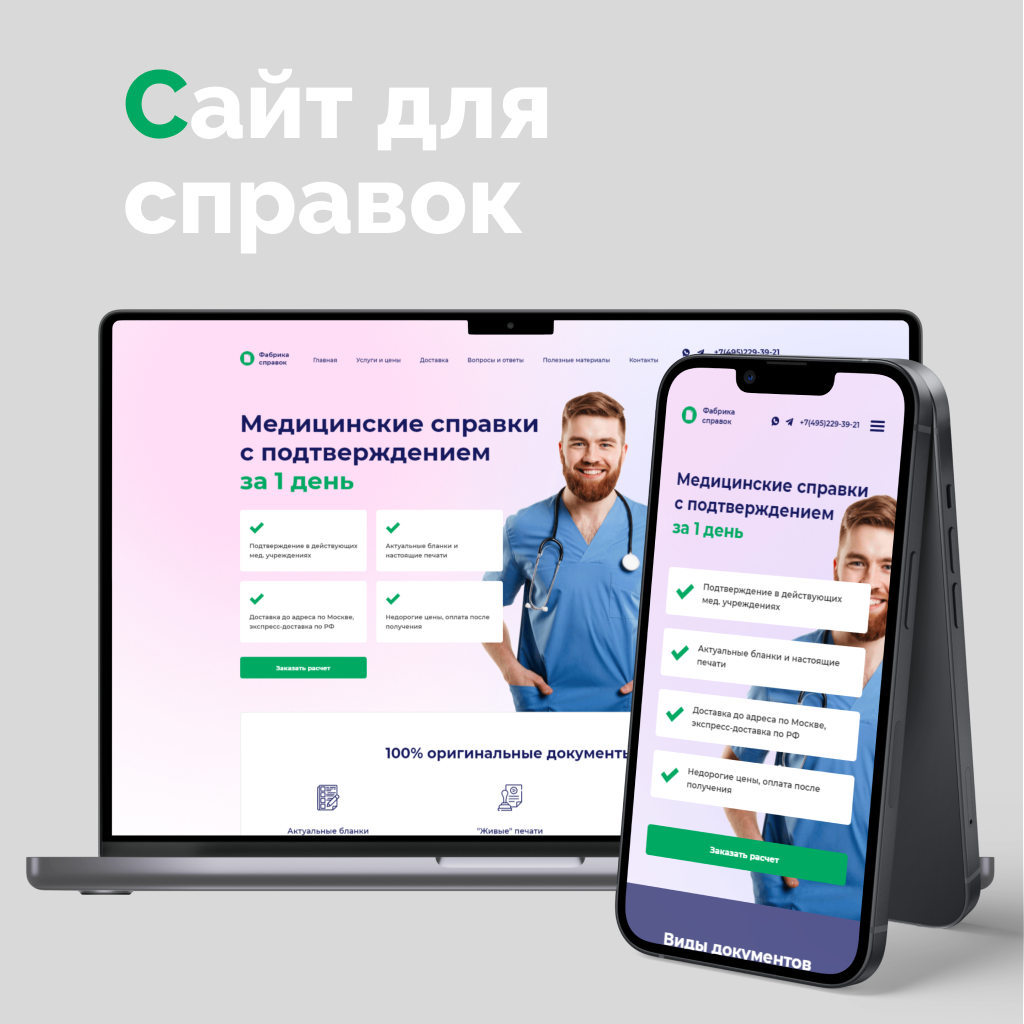 Сайт для
справок
Фабрика
справок
Главная
Услуги и цены
Доставка
Вопросы и ответы
Полезные материалы
Контакты
+7(495)229-39-21
Медицинские справки
с подтверждением
за 1 день
Подтверждение в действующих
мед. учреждениях
Актуальные бланки и
настоящие печати
Доставка до адреса по Москве,
экспресс-доставка по РФ
Недорогие цены, оплата после
получения
Заказать расчет
100% оригинальные документы
Актуальные бланки
"Живые" печати
Фабрика
справок
+7(495)229-39-21
Медицинские справки
с подтверждением
за 1 день
Подтверждение в действующих
мед. учреждениях
Актуальные бланки и настоящие
печати
Доставка до адреса по Москве,
экспресс-доставка по РФ
Недорогие цены, оплата после
получения
Заказать расчет
Виды документов